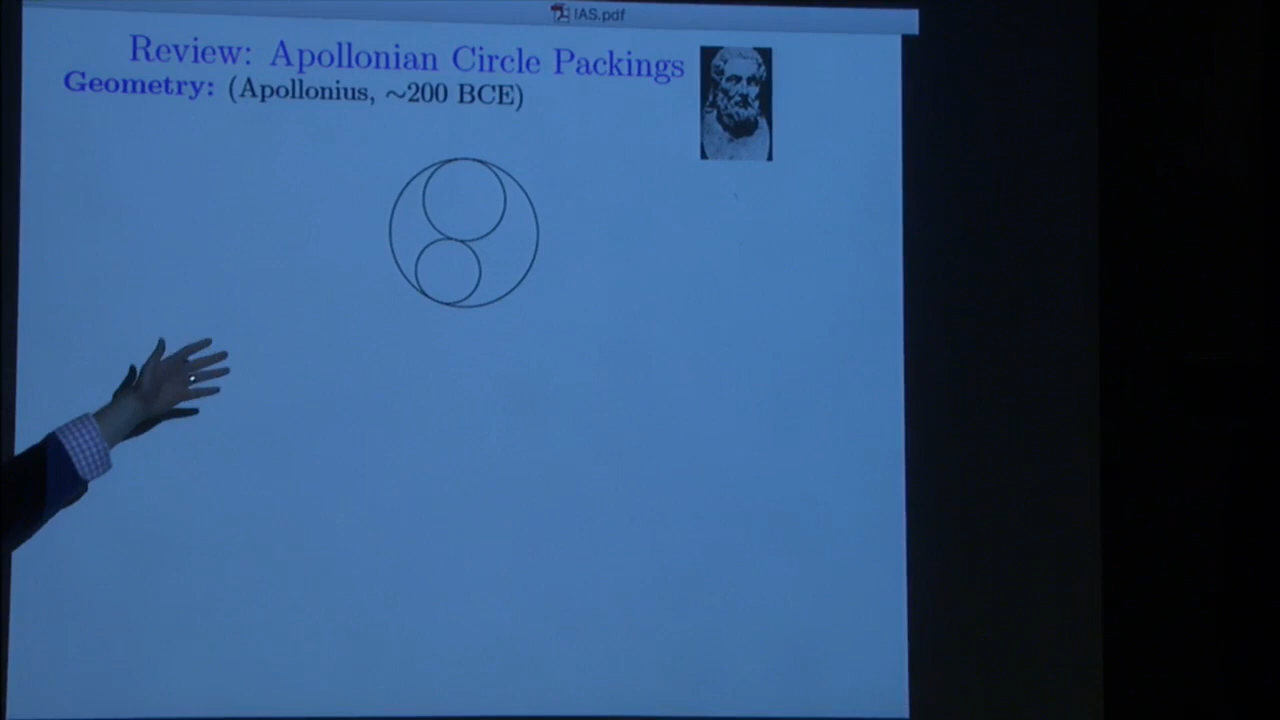 IAS.pdf
Review: Apollonian Circle Packings
Geometry: (Apollonius, ~200 BCE)